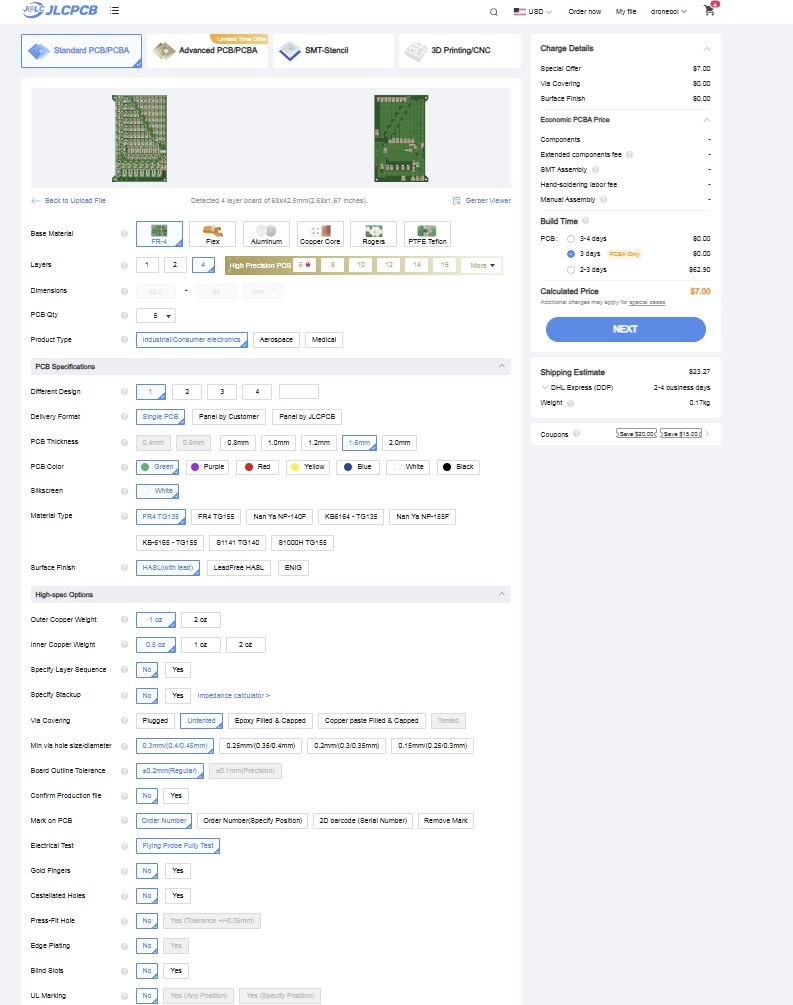 J@LC JLCPCB USD Order now My file dronebol 4
Standard PCB/PCBA Limited Time Offer Advanced PCB/PCBA SMT-Stencil 3D Printing/CNC
← Back to Upload File Detected 4 layer board of 68x42.5mm(2.68x1.67 inches). Gerber Viewer
Base Material FR-4 Flex Aluminum Copper Core Rogers PTFE Teflon
Layers 1 2 4 High Precision PCB 6 8 10 12 14 16 More
Dimensions 42.5 * 68 mm
PCB Qty 5
Product Type Industrial/Consumer electronics Aerospace Medical
PCB Specifications
Different Design 1 2 3 4
Delivery Format Single PCB Panel by Customer Panel by JLCPCB
PCB Thickness 0.4mm 0.6mm 0.8mm 1.0mm 1.2mm 1.6mm 2.0mm
PCB Color Green Purple Red Yellow Blue White Black
Silkscreen White
Material Type FR4 TG135 FR4 TG155 Nan Ya NP-140F KB6164 - TG135 Nan Ya NP-155F
KB-6165 - TG155 S1141 TG140 S1000H TG155
Surface Finish HASL(with lead) LeadFree HASL ENIG
High-spec Options
Outer Copper Weight 1 oz 2 oz
Inner Copper Weight 0.5 oz 1 oz 2 oz
Specify Layer Sequence No Yes
Specify Stackup No Yes Impedance calculator >
Via Covering Plugged Untented Epoxy Filled & Capped Copper paste Filled & Capped Tented
Min via hole size/diameter 0.3mm/(0.4/0.45mm) 0.25mm/(0.35/0.4mm) 0.2mm/(0.3/0.35mm) 0.15mm/(0.25/0.3mm)
Board Outline Tolerance ±0.2mm(Regular) ±0.1mm(Precision)
Confirm Production file No Yes
Mark on PCB Order Number Order Number(Specify Position) 2D barcode (Serial Number) Remove Mark
Electrical Test Flying Probe Fully Test
Gold Fingers No Yes
Castellated Holes No Yes
Press-Fit Hole No Yes (Tolerance +/-0.05mm)
Edge Plating No Yes
Blind Slots No Yes
UL Marking No Yes (Any Position) Yes (Specify Position)
Charge Details
Special Offer $7.00
Via Covering $0.00
Surface Finish $0.00
Economic PCBA Price
Components -
Extended components fee -
SMT Assembly -
Hand-soldering labor fee -
Manual Assembly -
Build Time
PCB: 3-4 days $0.00
3 days PCBA Only $0.00
2-3 days $62.90
Calculated Price $7.00
Additional charges may apply for special cases
NEXT
Shipping Estimate $23.27
DHL Express (DDP) 2-4 business days
Weight 0.17kg
Coupons Save $20.00 Save $15.00 >